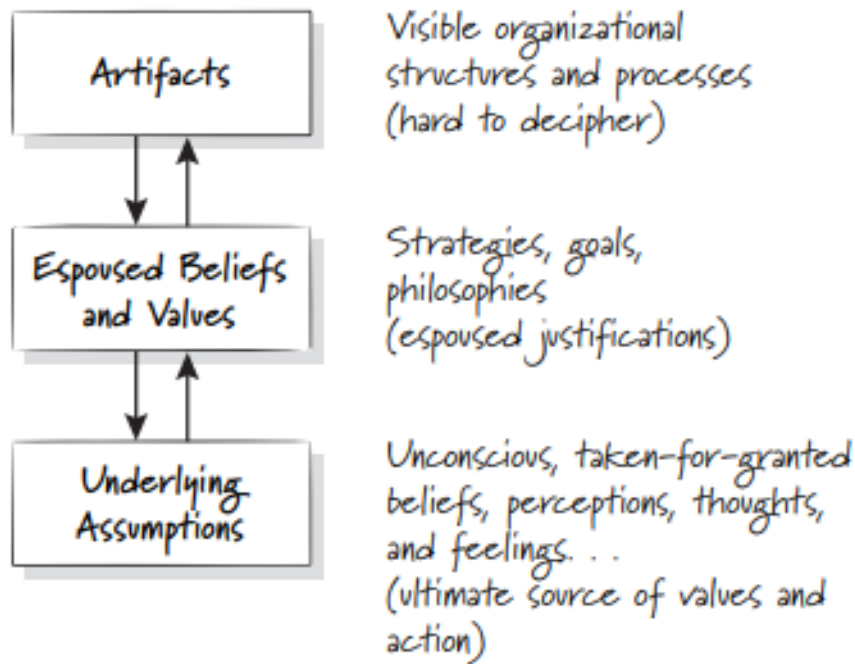 Artifacts
Visible organizational
structures and processes
(hard to decipher)
Espoused Beliefs
and Values
Strategies, goals,
philosophies
(espoused justifications)
Underlying
Assumptions
Unconscious, taken-for-granted
beliefs, perceptions, thoughts,
and feelings. . .
(ultimate source of values and
action)